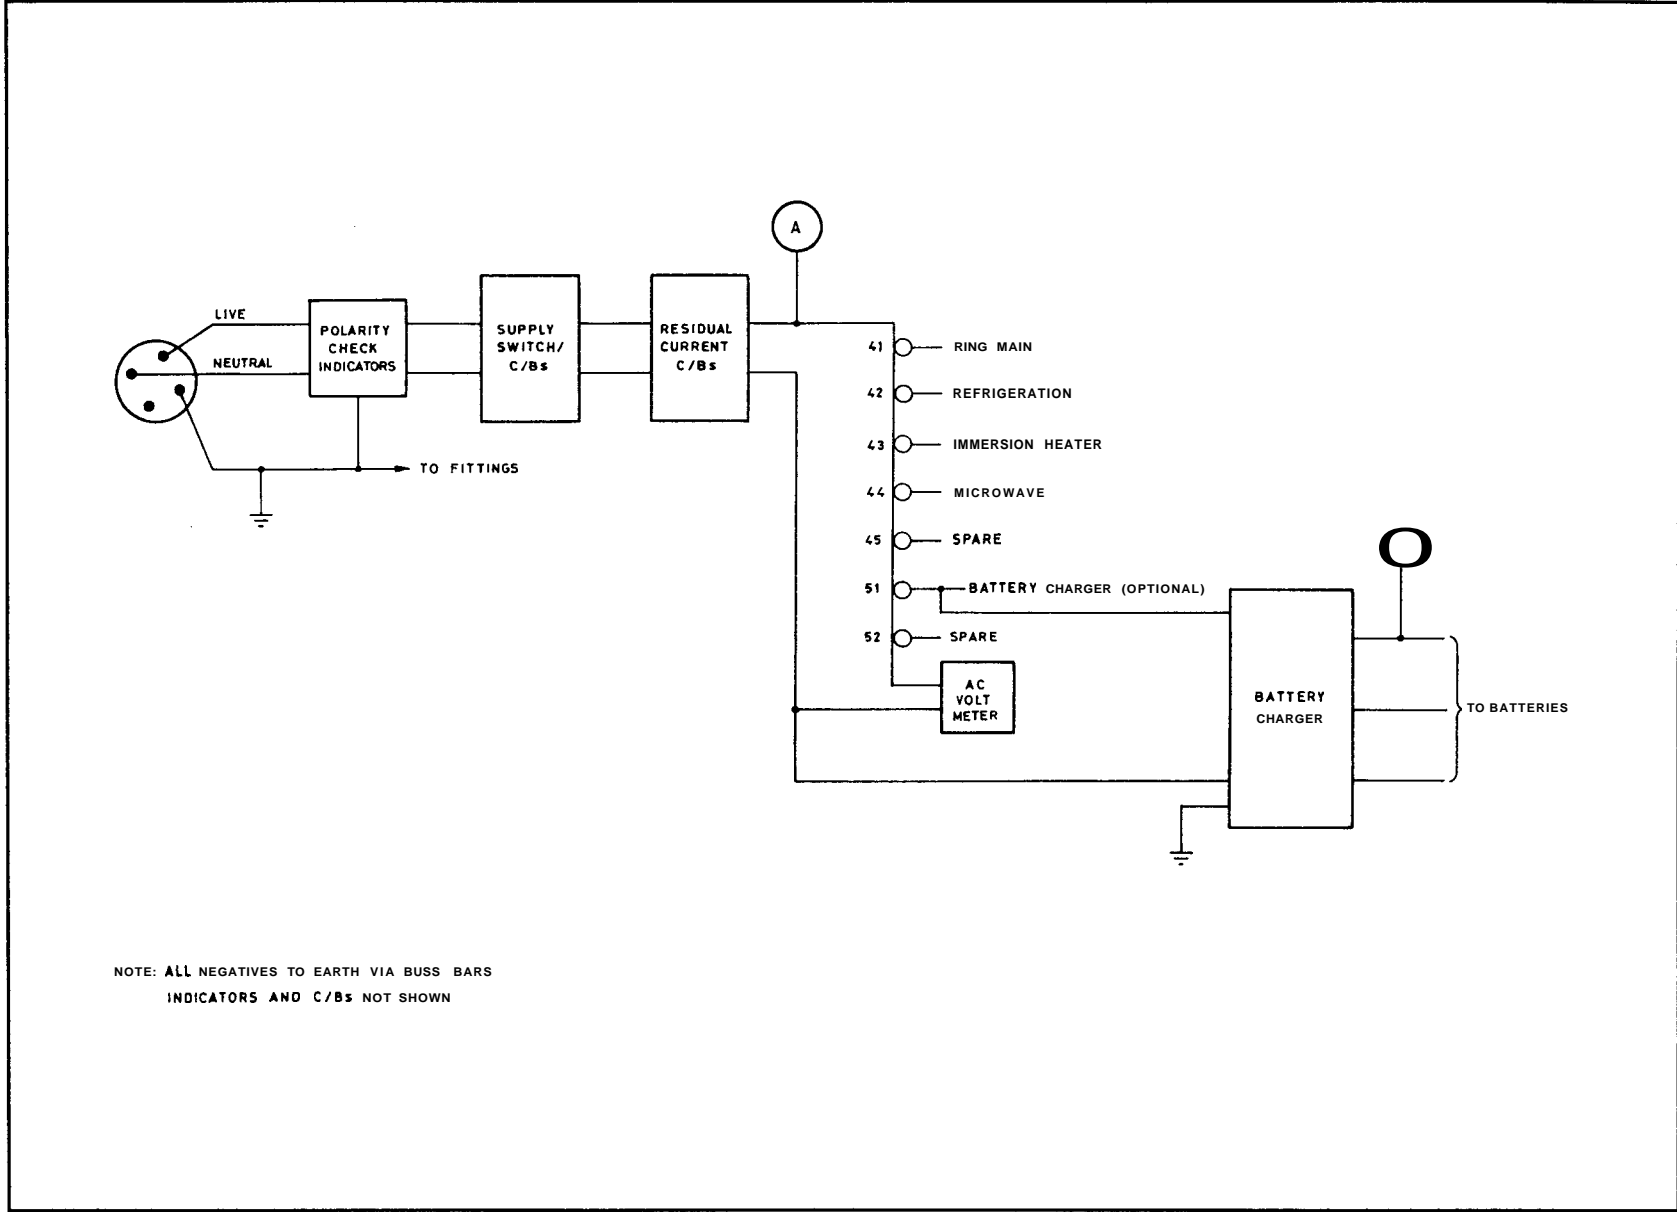 A
LIVE
NEUTRAL
POLARITY
CHECK
INDICATORS
SUPPLY
SWITCH/
C/Bs
RESIDUAL
CURRENT
C/Bs
TO FITTINGS
41 RING MAIN
42 REFRIGERATION
43 IMMERSION HEATER
44 MICROWAVE
45 SPARE
51 BATTERY CHARGER (OPTIONAL)
52 SPARE
AC
VOLT
METER
O
BATTERY
CHARGER
TO BATTERIES
NOTE: ALL NEGATIVES TO EARTH VIA BUSS BARS
INDICATORS AND C/Bs NOT SHOWN